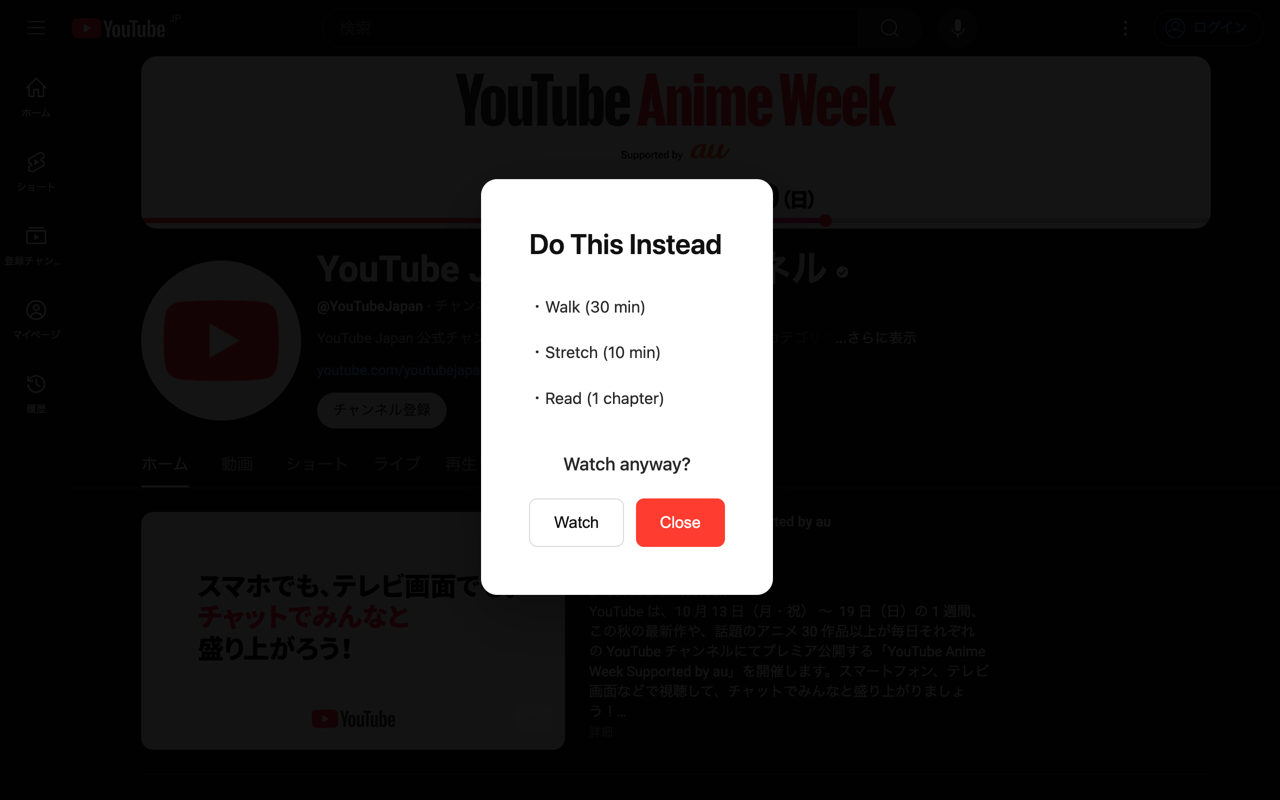 YouTube JP
検索
ログイン
ホーム
ショート
登録チャン...
マイページ
履歴
YouTube Anime Week
Supported by au
(日)
YouTube J
ネル
@YouTubeJapan · チャン
YouTube Japan 公式チャン
...さらに表示
youtube.com/youtubejapa
チャンネル登録
ホーム 動画 ショート ライブ 再生
Do This Instead
・Walk (30 min)
・Stretch (10 min)
・Read (1 chapter)
Watch anyway?
Watch
Close
スマホでも、テレビ画面で
チャットでみんなと
盛り上がろう！
YouTube
ted by au
YouTube は、10 月 13 日（月・祝） 〜 19 日（日）の 1 週間、
この秋の最新作や、話題のアニメ 30 作品以上が毎日それぞれ
の YouTube チャンネルにてプレミア公開する「YouTube Anime
Week Supported by au」を開催します。スマートフォン、テレビ
画面などで視聴して、チャットでみんなと盛り上がりましょ
う！...
詳細